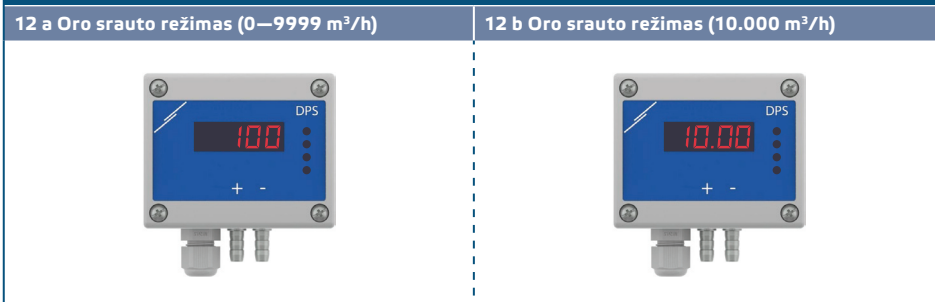 12 a Oro srauto režimas (0—9999 m³/h)
12 b Oro srauto režimas (10.000 m³/h)
DPS
100
+ -
DPS
10.00
+ -